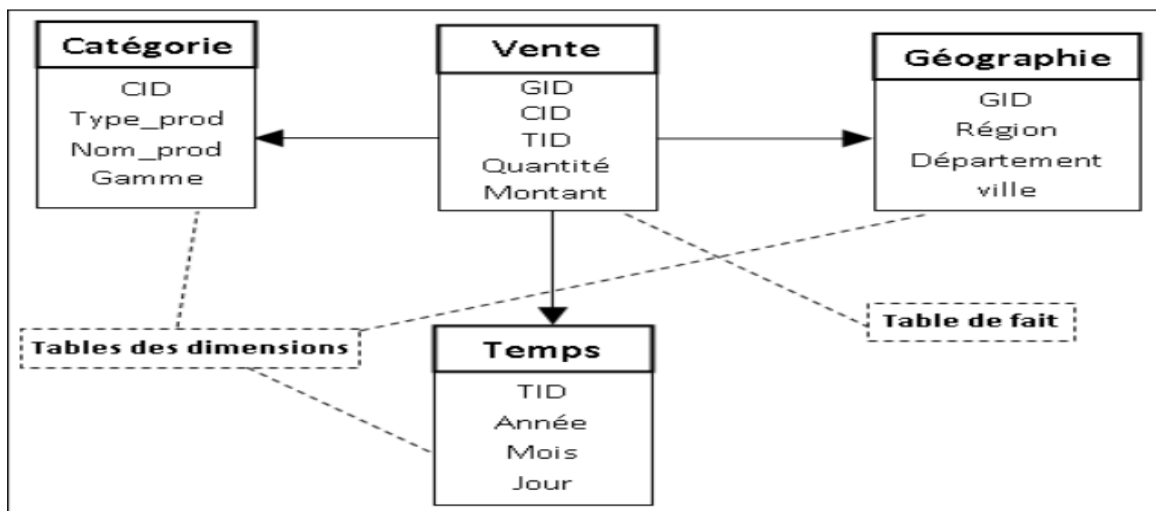 Catégorie
CID
Type_prod
Nom_prod
Gamme
Vente
GID
CID
TID
Quantité
Montant
Géographie
GID
Région
Département
ville
Tables des dimensions
Table de fait
Temps
TID
Année
Mois
Jour